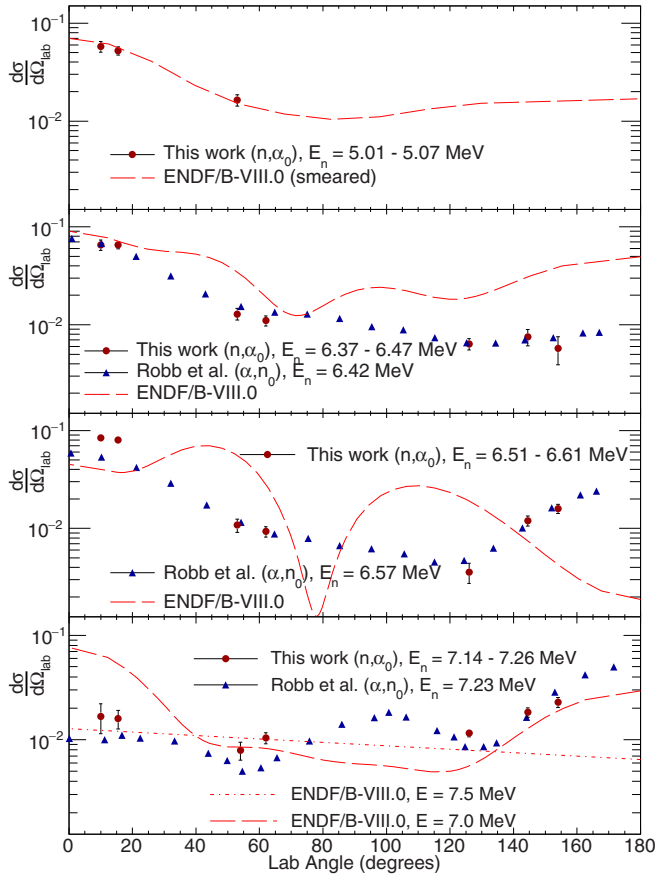 10⁻¹
dσ
dΩlab
10⁻²
This work (n,α₀), Eₙ = 5.01 - 5.07 MeV
ENDF/B-VIII.0 (smeared)
10⁻¹
dσ
dΩlab
10⁻²
This work (n,α₀), Eₙ = 6.37 - 6.47 MeV
Robb et al. (α,n₀), Eₙ = 6.42 MeV
ENDF/B-VIII.0
10⁻¹
This work (n,α₀), Eₙ = 6.51 - 6.61 MeV
dσ
dΩlab
10⁻²
Robb et al. (α,n₀), Eₙ = 6.57 MeV
ENDF/B-VIII.0
10⁻¹
This work (n,α₀), Eₙ = 7.14 - 7.26 MeV
dσ
dΩlab
Robb et al. (α,n₀), Eₙ = 7.23 MeV
10⁻²
ENDF/B-VIII.0, E = 7.5 MeV
ENDF/B-VIII.0, E = 7.0 MeV
0 20 40 60 80 100 120 140 160 180
Lab Angle (degrees)